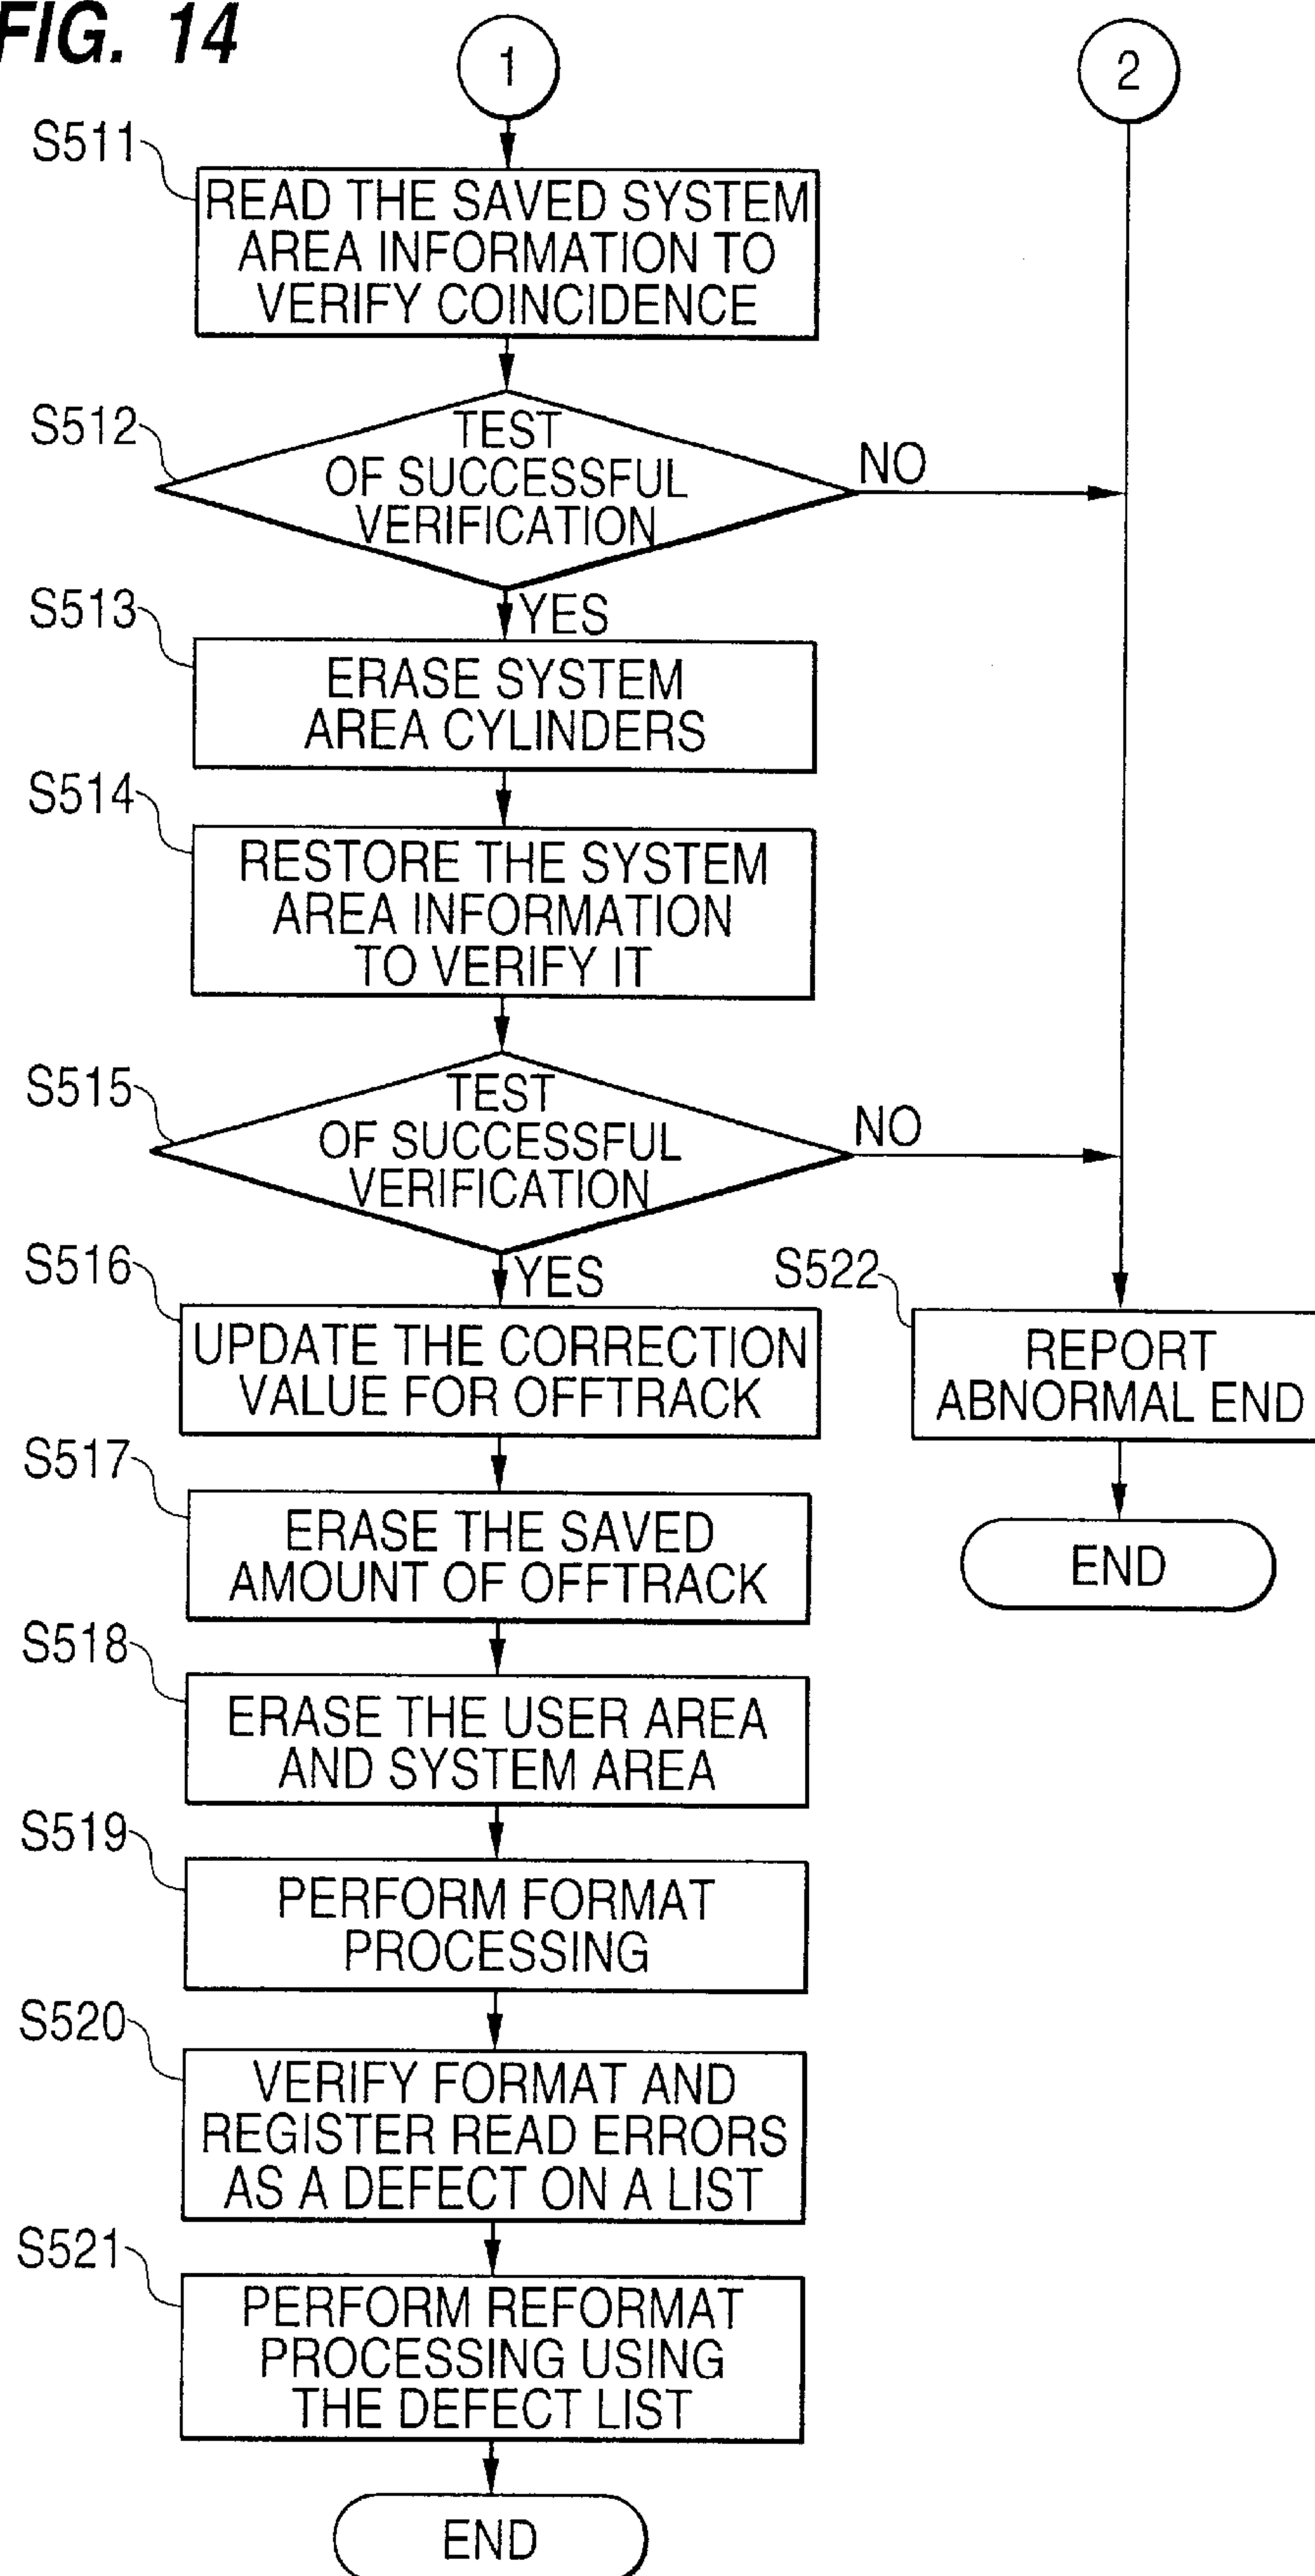 FIG. 14
1
2
S511
READ THE SAVED SYSTEM
AREA INFORMATION TO
VERIFY COINCIDENCE
S512
TEST
OF SUCCESSFUL
VERIFICATION
NO
YES
S513
ERASE SYSTEM
AREA CYLINDERS
S514
RESTORE THE SYSTEM
AREA INFORMATION
TO VERIFY IT
S515
TEST
OF SUCCESSFUL
VERIFICATION
NO
YES
S516
UPDATE THE CORRECTION
VALUE FOR OFFTRACK
S522
REPORT
ABNORMAL END
END
S517
ERASE THE SAVED
AMOUNT OF OFFTRACK
S518
ERASE THE USER AREA
AND SYSTEM AREA
S519
PERFORM FORMAT
PROCESSING
S520
VERIFY FORMAT AND
REGISTER READ ERRORS
AS A DEFECT ON A LIST
S521
PERFORM REFORMAT
PROCESSING USING
THE DEFECT LIST
END